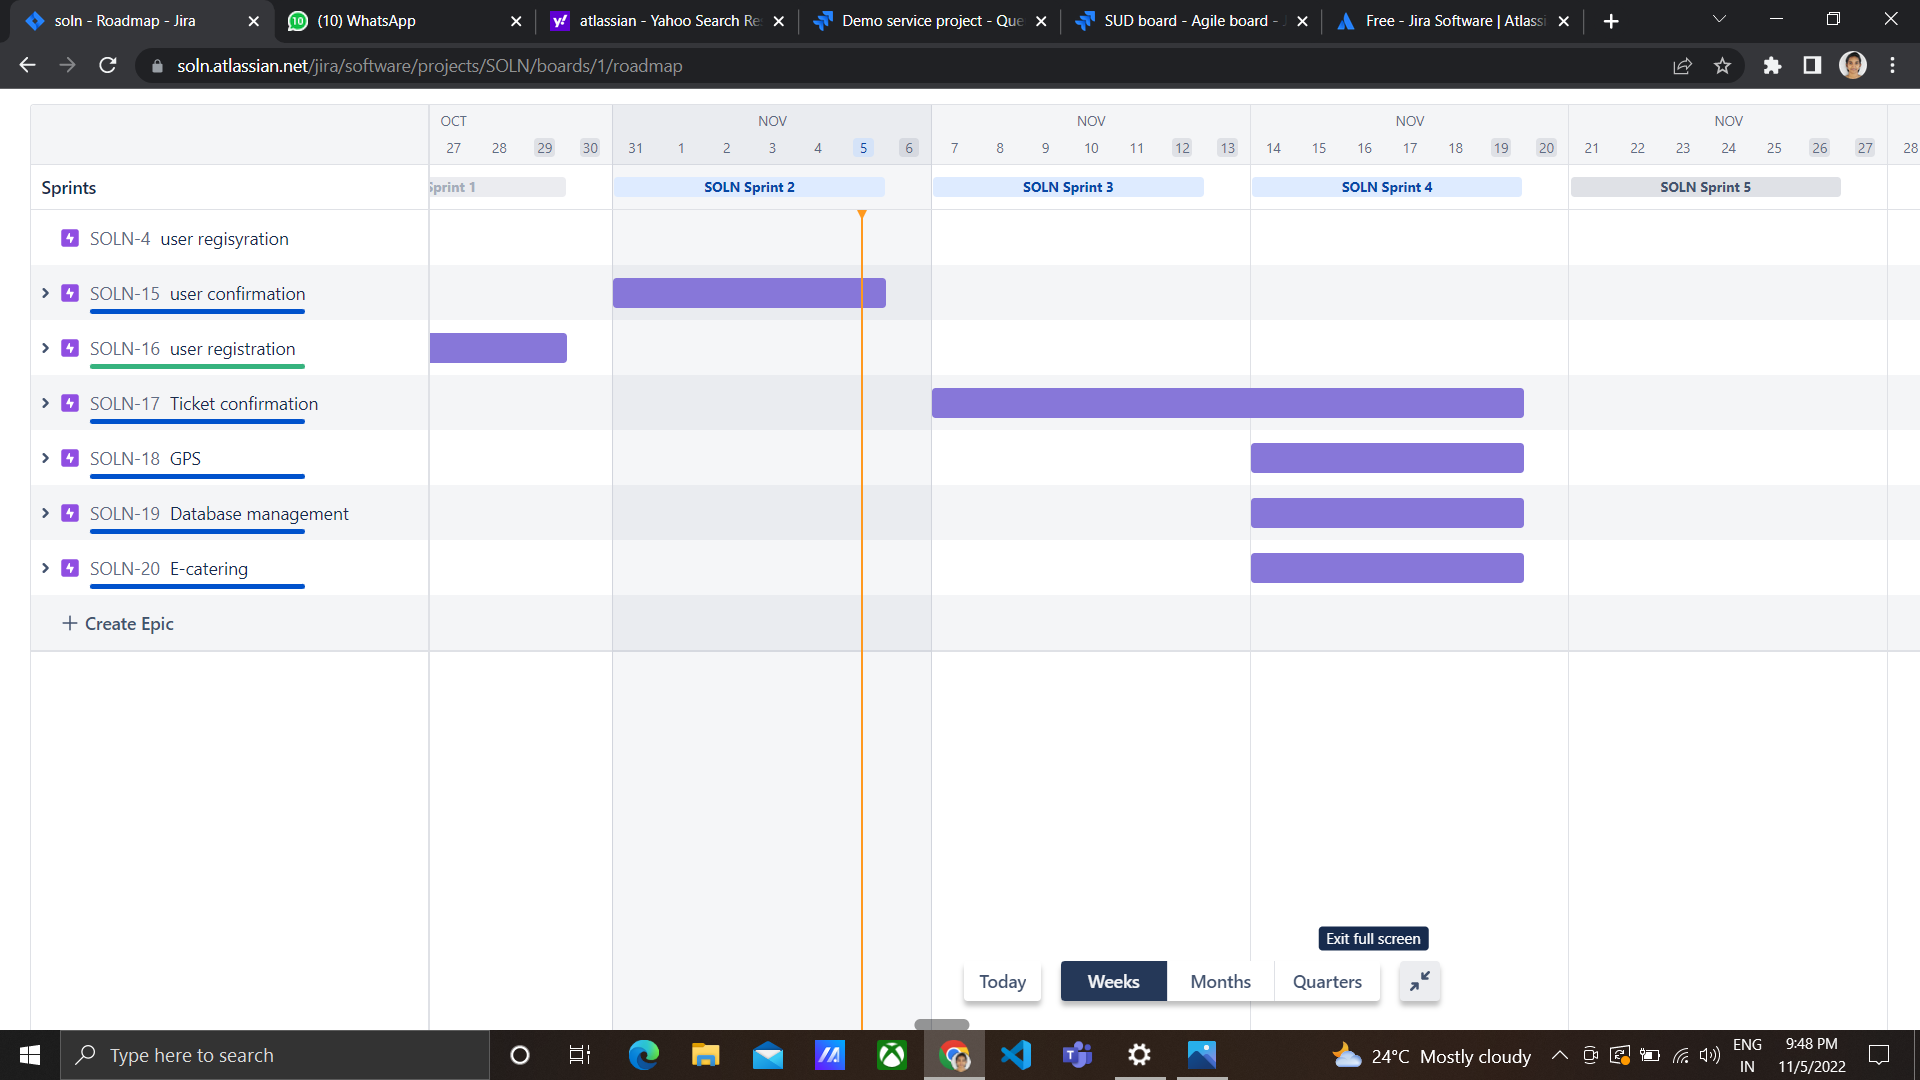 soln - Roadmap - Jira
(10) WhatsApp
atlassian - Yahoo Search Re
Demo service project - Que
SUD board - Agile board - J
Free - Jira Software | Atlassi
soln.atlassian.net/jira/software/projects/SOLN/boards/1/roadmap
OCT NOV NOV NOV NOV
27 28 29 30 31 1 2 3 4 5 6 7 8 9 10 11 12 13 14 15 16 17 18 19 20 21 22 23 24 25 26 27 28
Sprints
Sprint 1
SOLN Sprint 2
SOLN Sprint 3
SOLN Sprint 4
SOLN Sprint 5
SOLN-4 user regisyration
SOLN-15 user confirmation
SOLN-16 user registration
SOLN-17 Ticket confirmation
SOLN-18 GPS
SOLN-19 Database management
SOLN-20 E-catering
+ Create Epic
Exit full screen
Today Weeks Months Quarters
Type here to search
24°C Mostly cloudy
ENG
IN
9:48 PM
11/5/2022